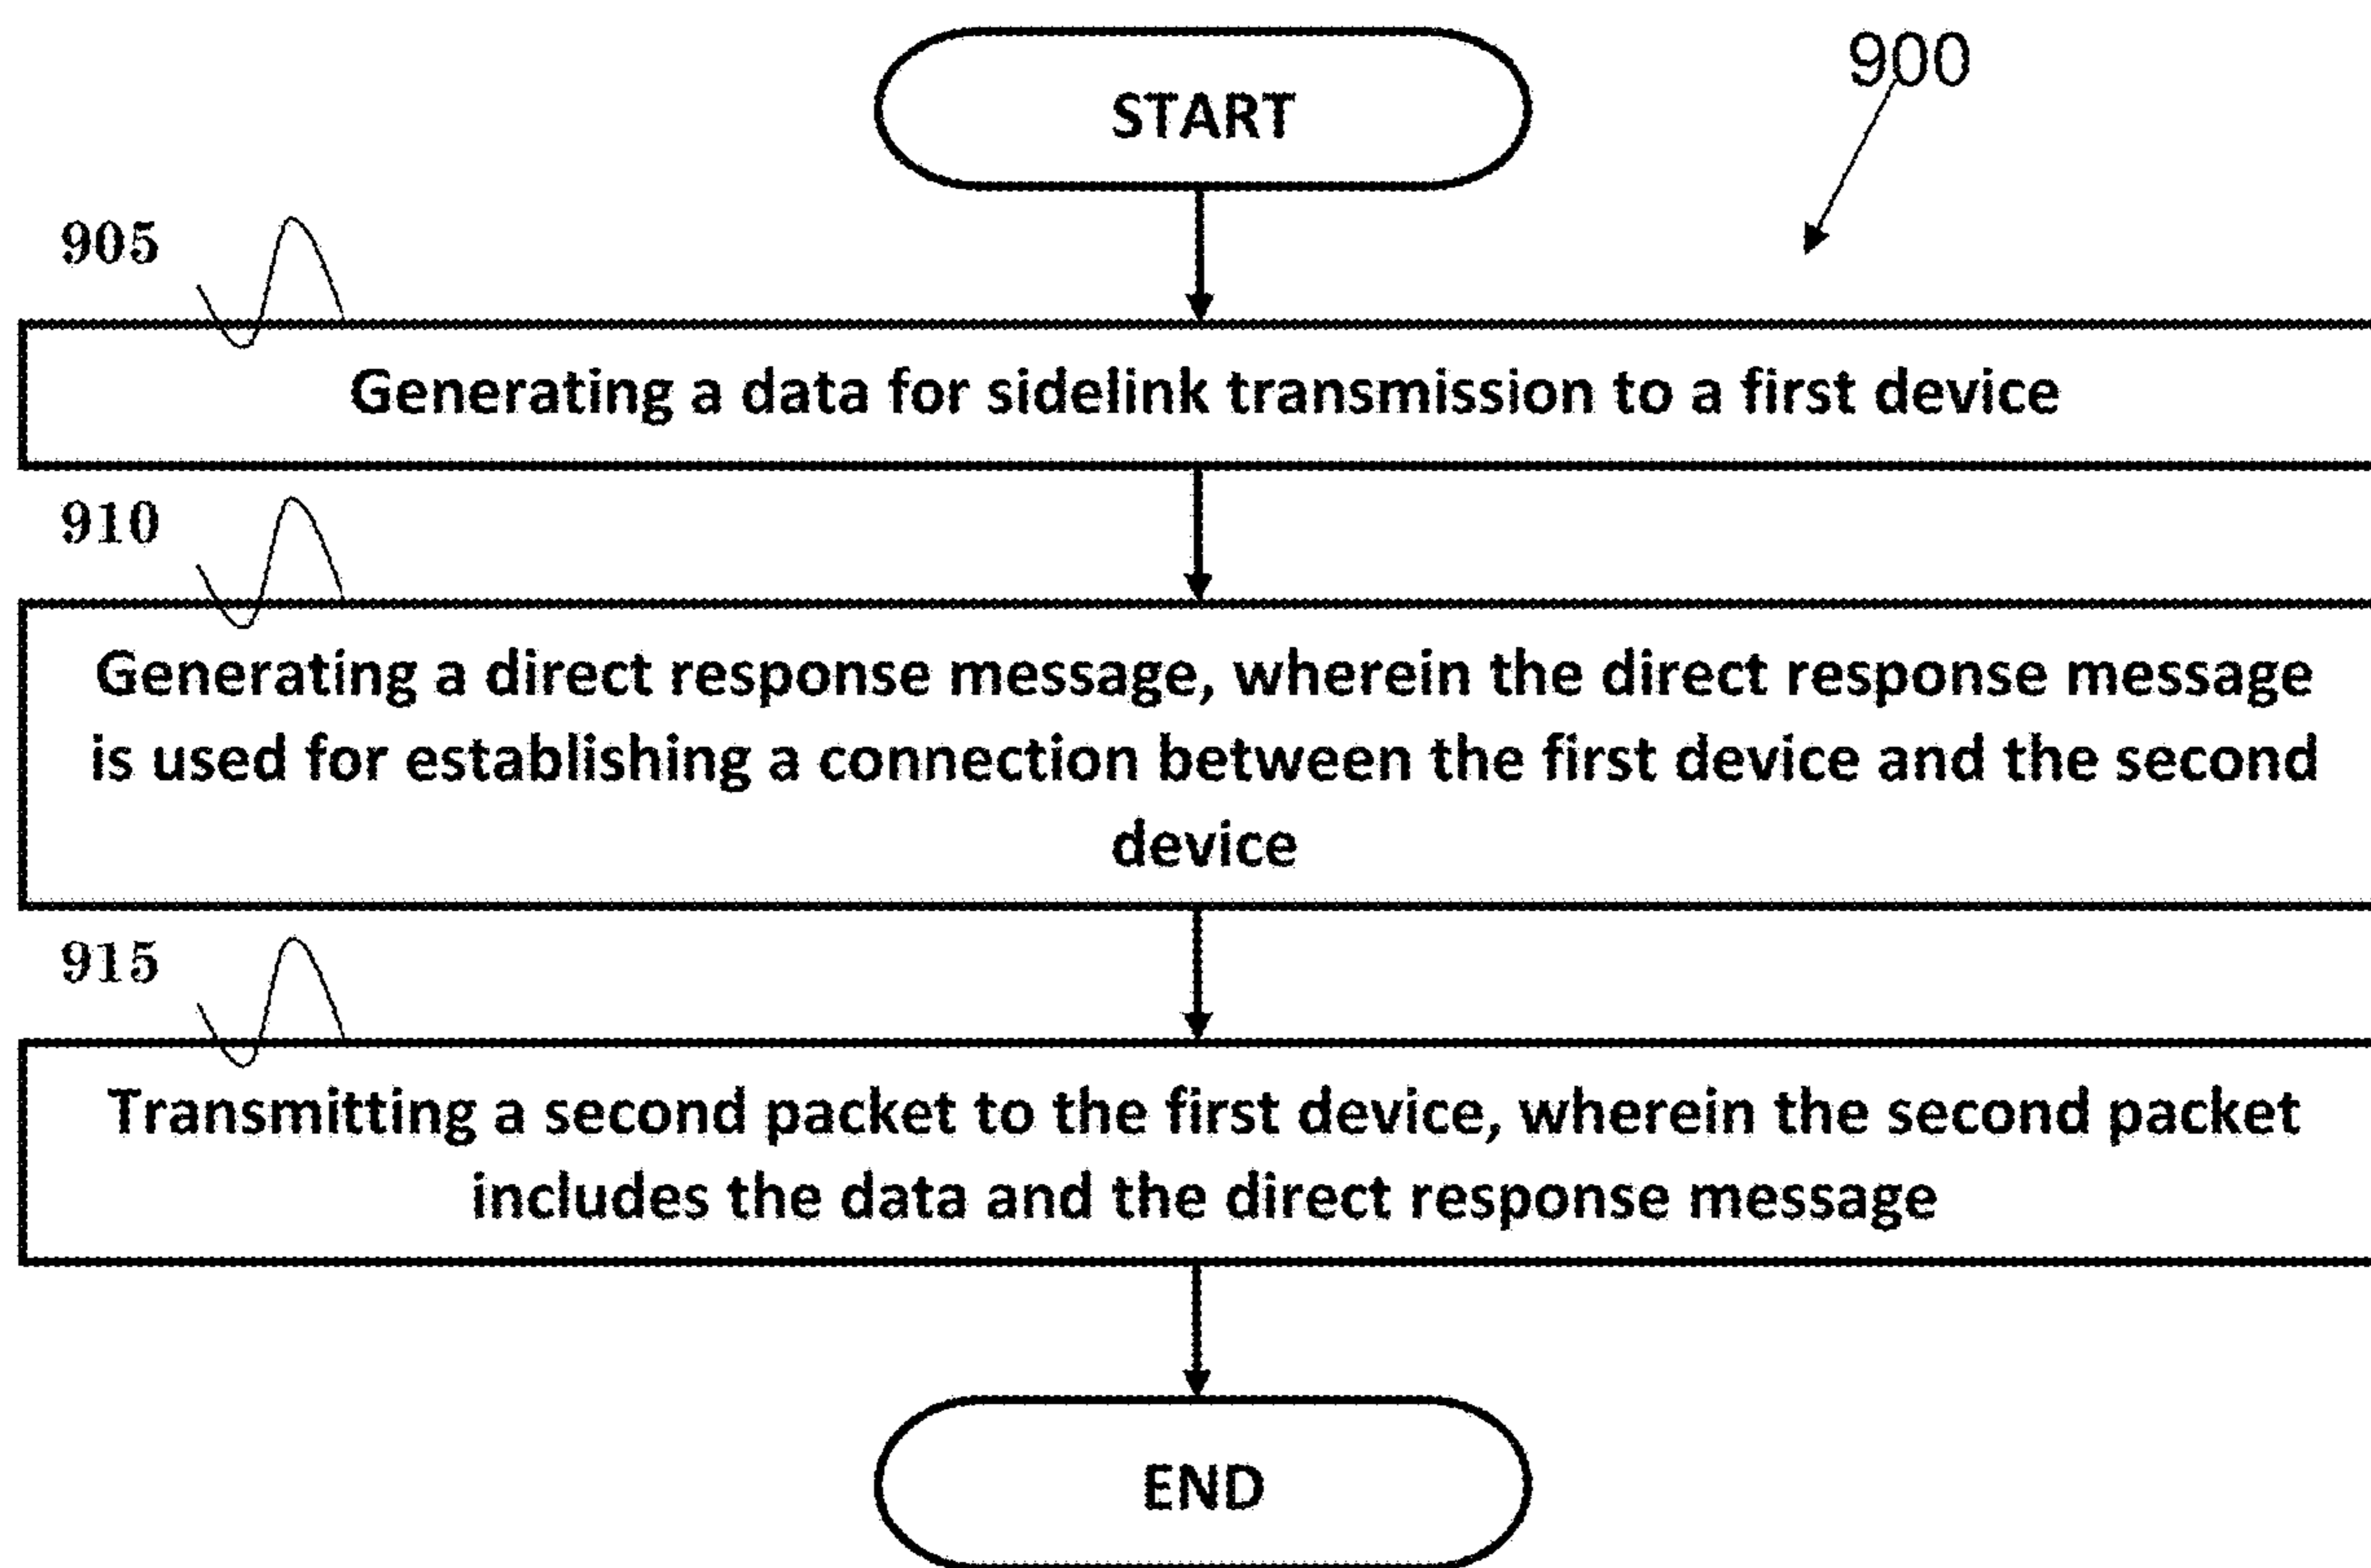 START
900
905
Generating a data for sidelink transmission to a first device
910
Generating a direct response message, wherein the direct response message
is used for establishing a connection between the first device and the second
device
915
Transmitting a second packet to the first device, wherein the second packet
includes the data and the direct response message
END